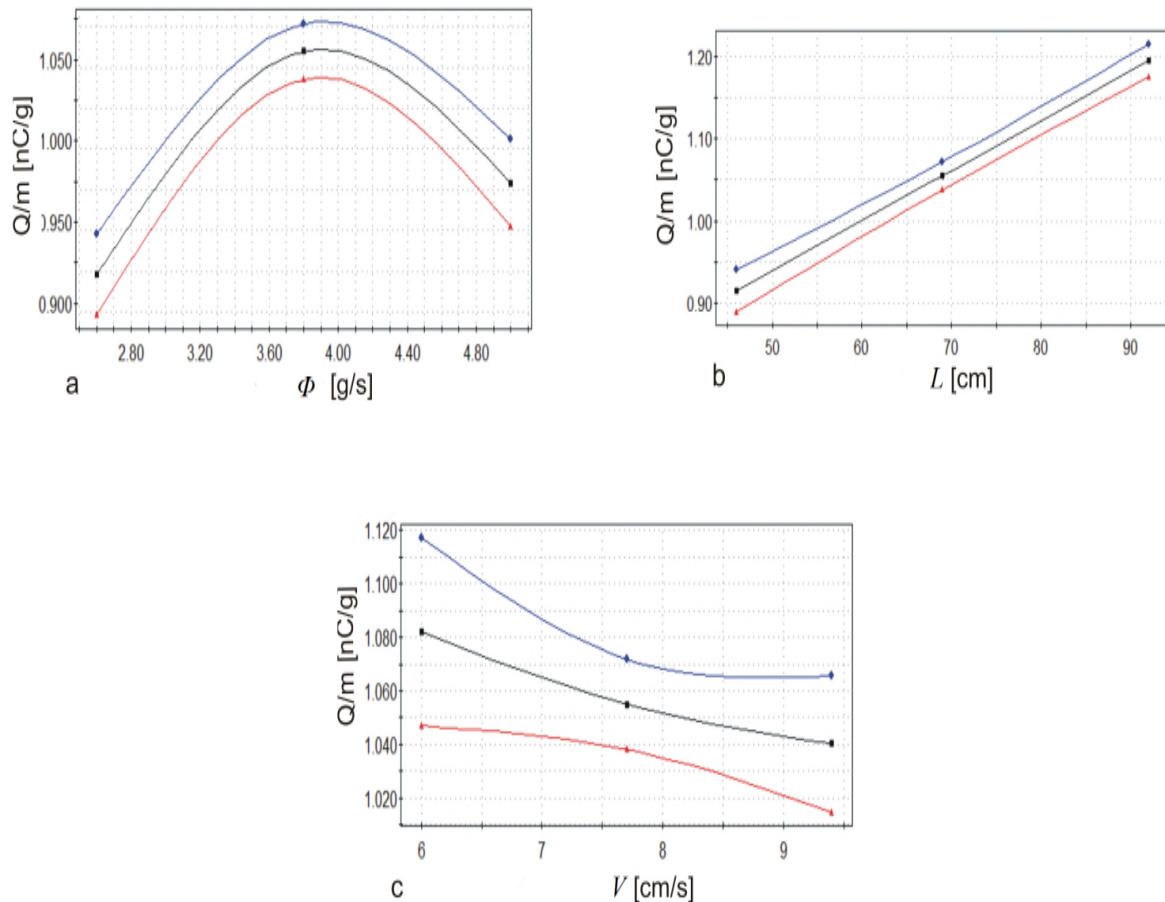 Q/m [nC/g]
1.050
1.000
0.950
0.900
2.80 3.20 3.60 4.00 4.40 4.80
a
Φ [g/s]
Q/m [nC/g]
1.20
1.10
1.00
0.90
50 60 70 80 90
b
L [cm]
Q/m [nC/g]
1.120
1.100
1.080
1.060
1.040
1.020
6 7 8 9
c
V [cm/s]